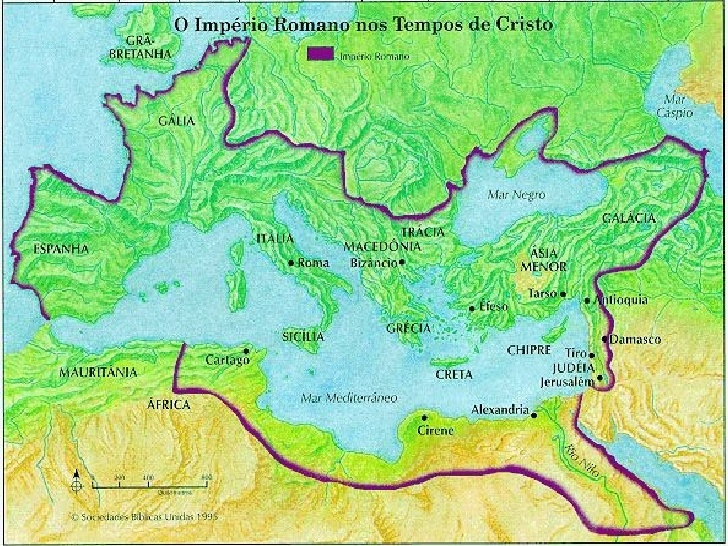 O Império Romano nos Tempos de Cristo
GRÃ-
BRETANHA
Império Romano
Mar
Cáspio
GÁLIA
Mar Negro
GALÁCIA
ESPANHA
ITÁLIA
TRÁCIA
MACEDÔNIA
ÁSIA
MENOR
Roma
Bizâncio
Tarso
Antioquia
Éfeso
GRÉCIA
SICÍLIA
Damasco
Cartago
CHIPRE
Tiro
MAURITÂNIA
CRETA
JUDÉIA
Jerusalém
ÁFRICA
Mar Mediterrâneo
Alexandria
Cirene
Rio Nilo
© Sociedades Bíblicas Unidas 1995